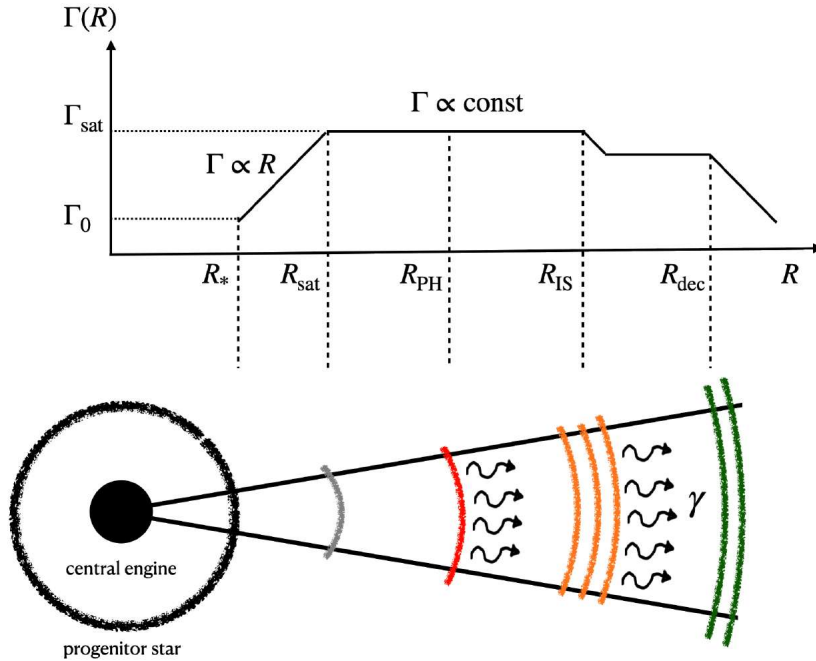 Γ(R)
Γ ∝ const
Γsat
Γ ∝ R
Γ0
R* Rsat RPH RIS Rdec R
γ
central engine
progenitor star